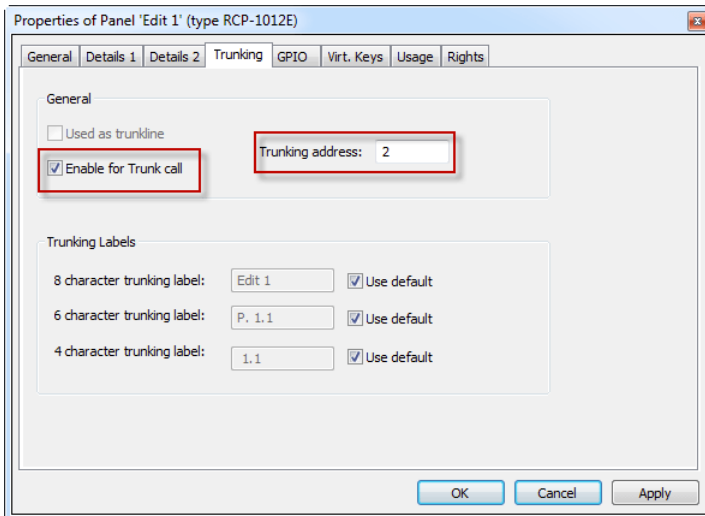 Properties of Panel 'Edit 1' (type RCP-1012E)
General Details 1 Details 2 Trunking GPIO Virt. Keys Usage Rights
General
Used as trunkline
Trunking address: 2
Enable for Trunk call
Trunking Labels
8 character trunking label: Edit 1 Use default
6 character trunking label: P. 1.1 Use default
4 character trunking label: 1.1 Use default
OK Cancel Apply